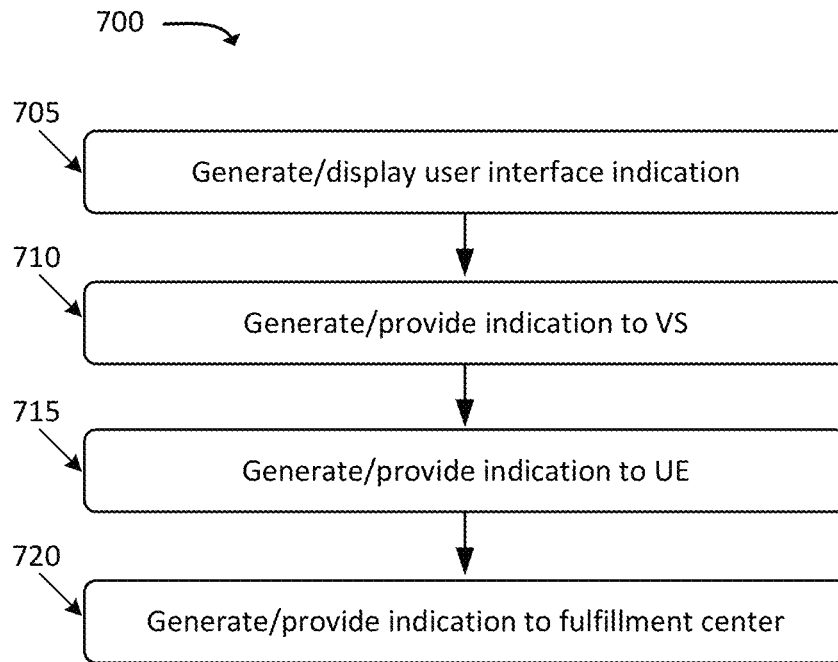 700
705
Generate/display user interface indication
710
Generate/provide indication to VS
715
Generate/provide indication to UE
720
Generate/provide indication to fulfillment center